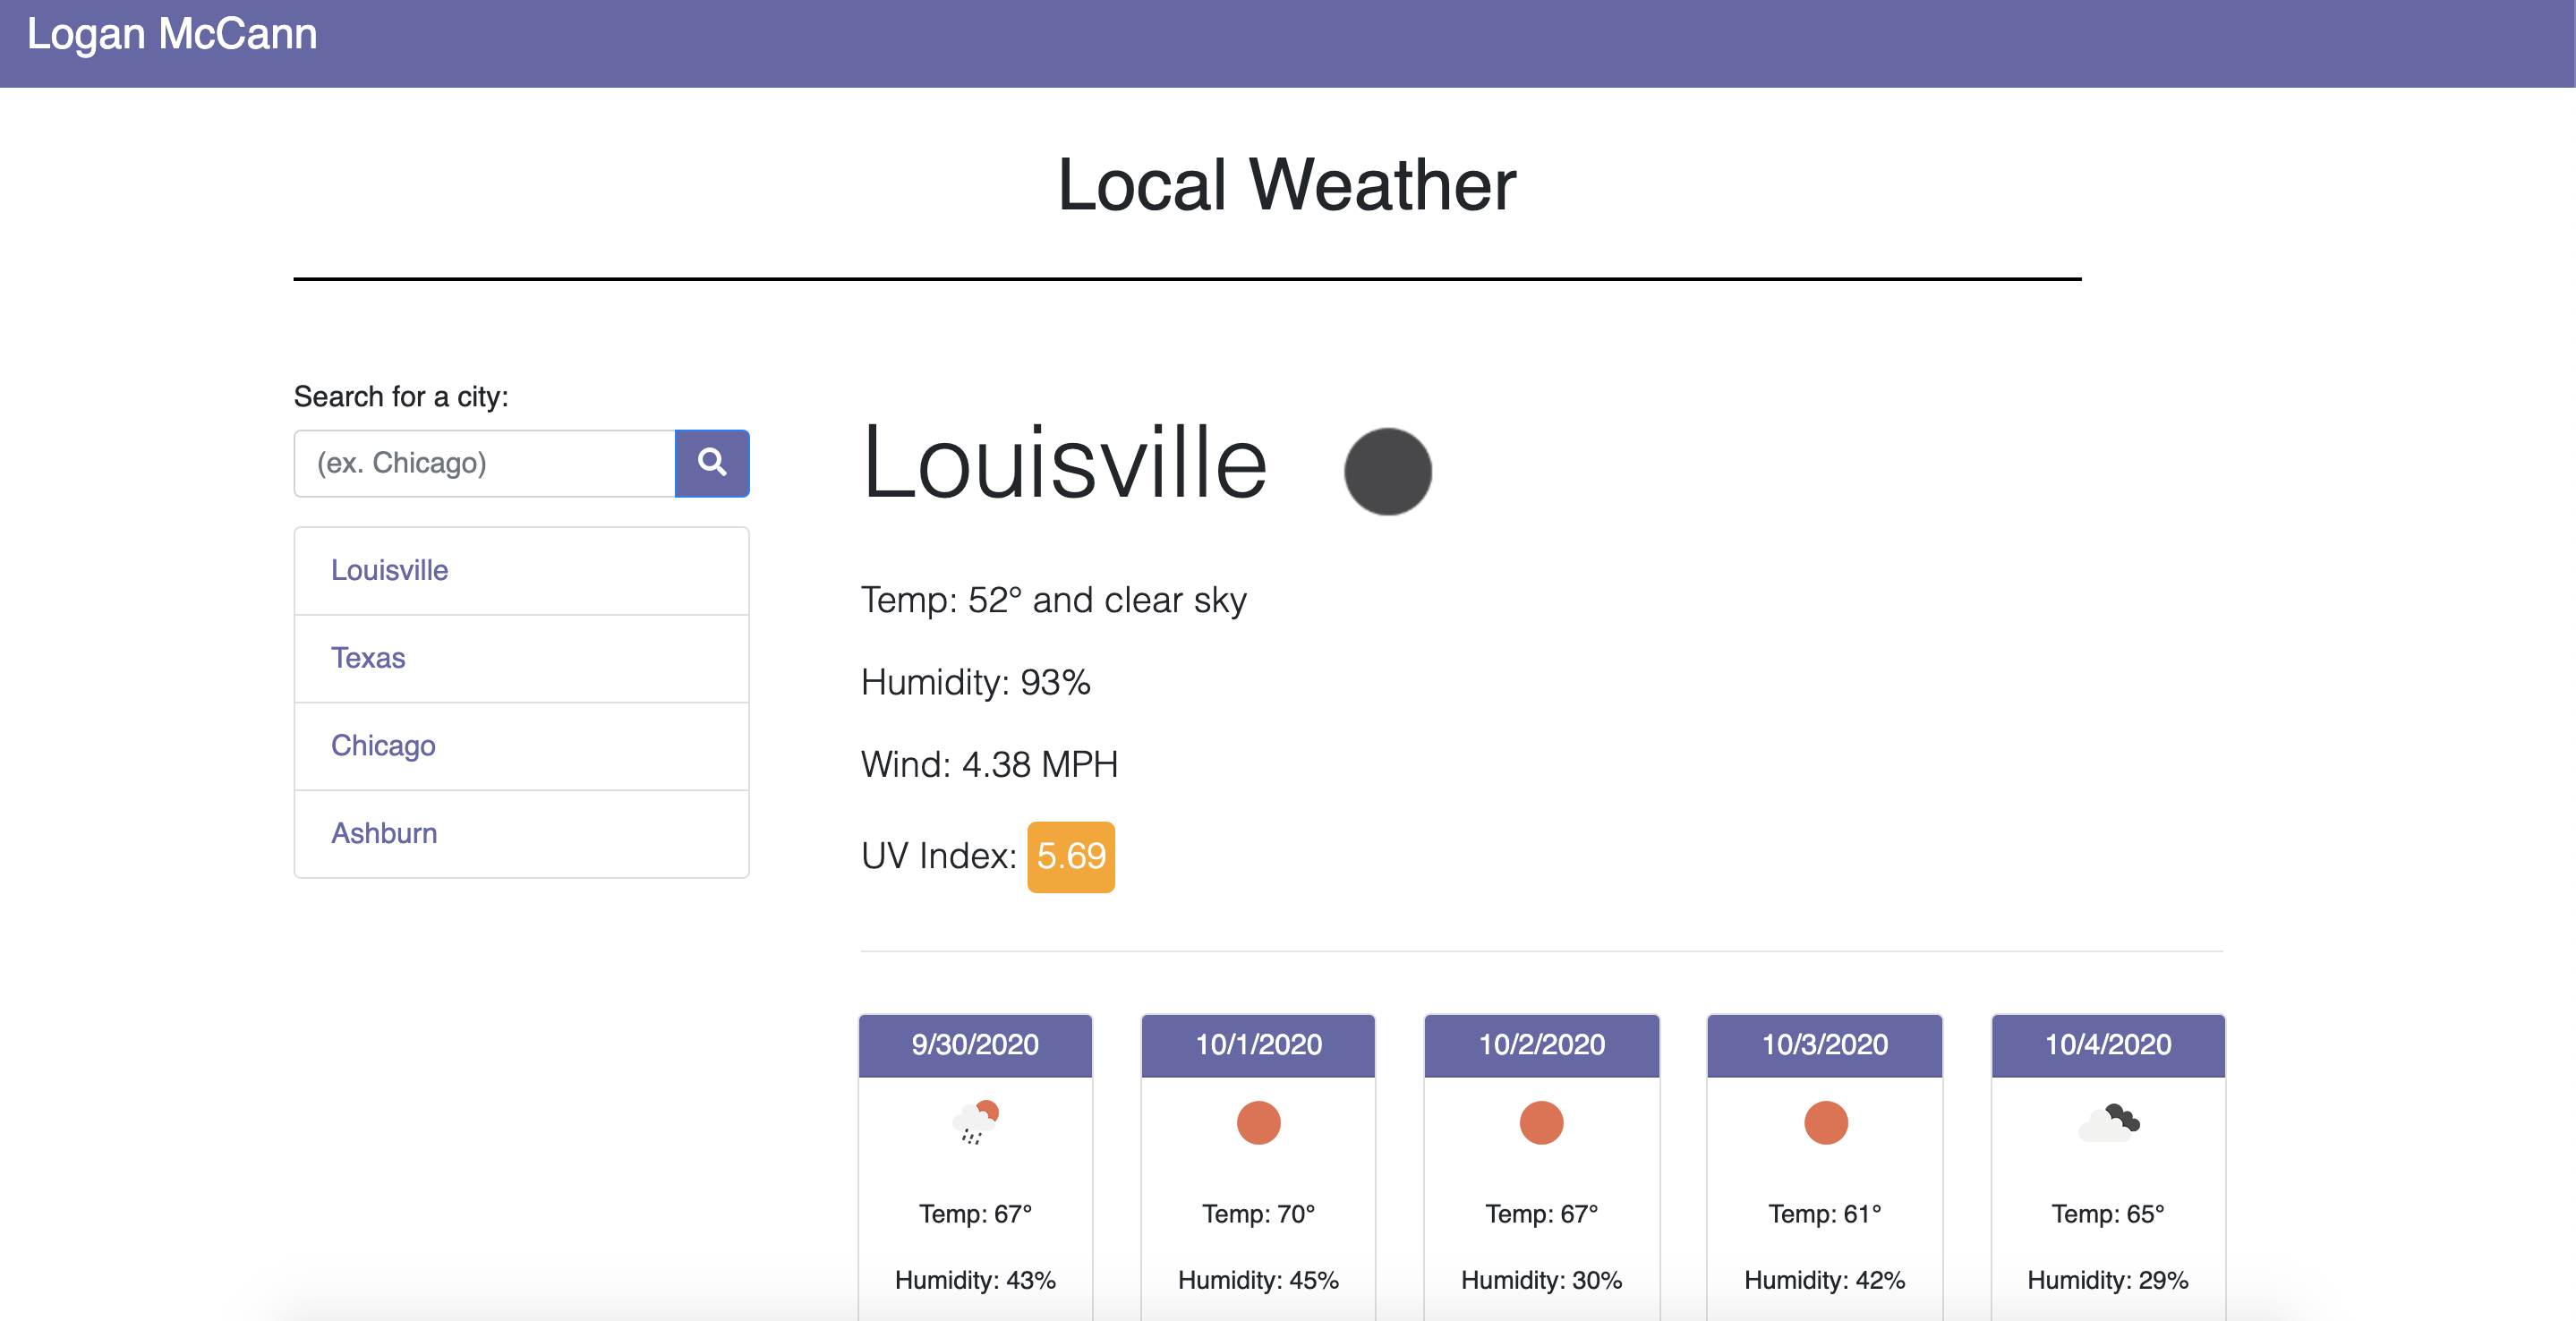 Logan McCann
Local Weather
Search for a city:
(ex. Chicago)
Louisville
Texas
Chicago
Ashburn
Louisville
Temp: 52° and clear sky
Humidity: 93%
Wind: 4.38 MPH
UV Index: 5.69
9/30/2020
Temp: 67°
Humidity: 43%
10/1/2020
Temp: 70°
Humidity: 45%
10/2/2020
Temp: 67°
Humidity: 30%
10/3/2020
Temp: 61°
Humidity: 42%
10/4/2020
Temp: 65°
Humidity: 29%